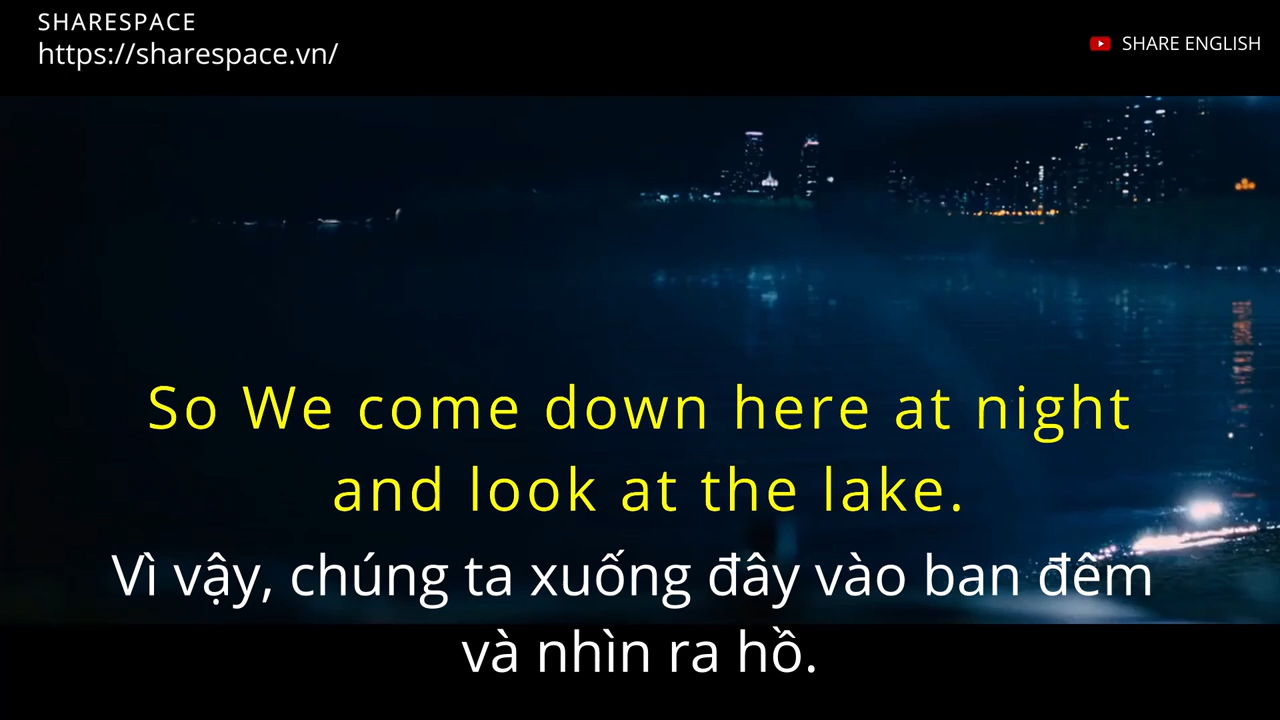 SHARESPACE
https://sharespace.vn/
SHARE ENGLISH
So We come down here at night
and look at the lake.
Vì vậy, chúng ta xuống đây vào ban đêm
và nhìn ra hồ.